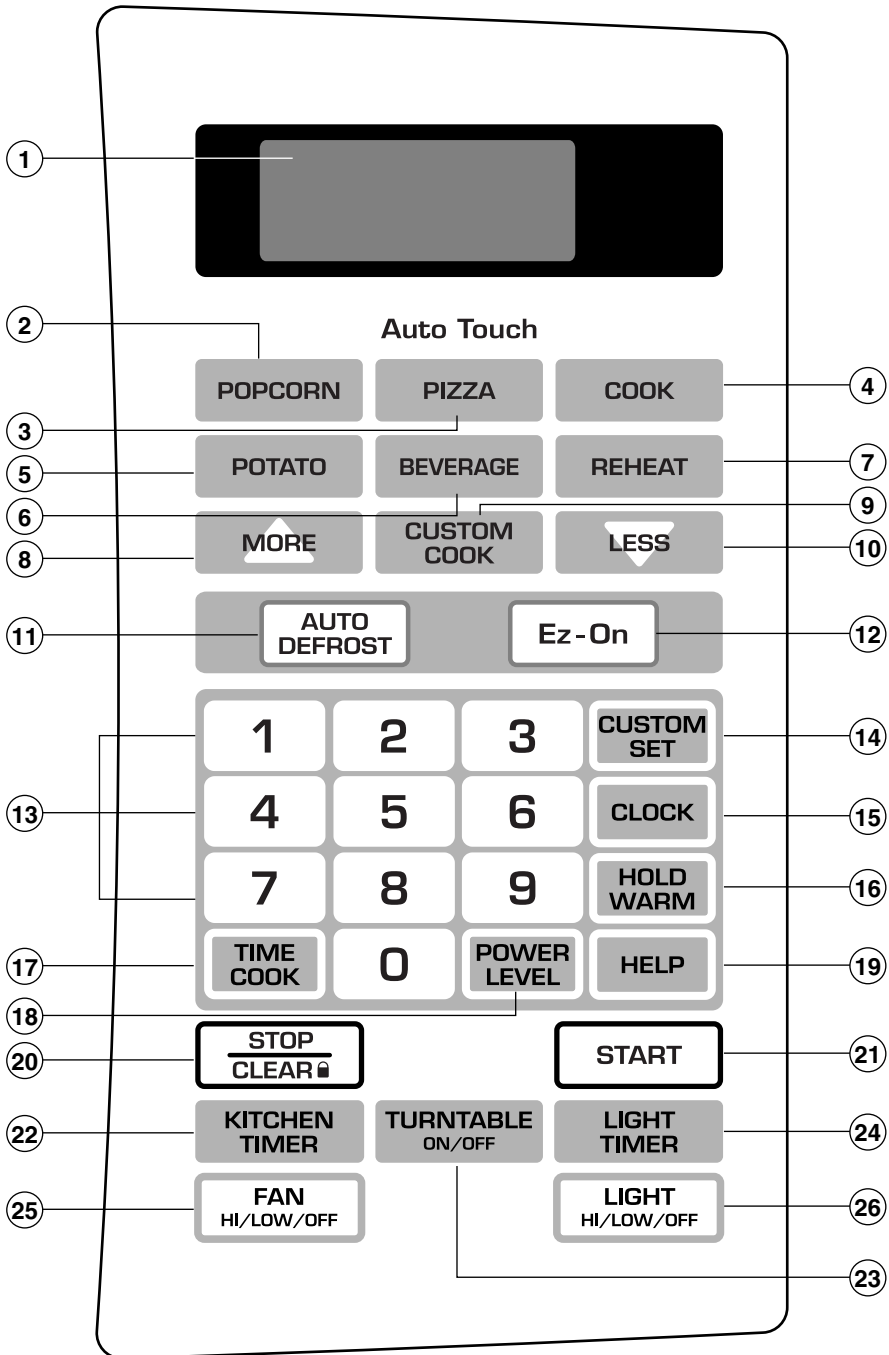 1
Auto Touch
2
POPCORN PIZZA COOK
4
3
POTATO BEVERAGE REHEAT
5
7
6
9
MORE CUSTOM COOK LESS
8
10
AUTO DEFROST Ez-On
11
12
1 2 3 CUSTOM SET
14
13
4 5 6 CLOCK
15
7 8 9 HOLD WARM
16
TIME COOK 0 POWER LEVEL HELP
17
19
18
STOP
CLEAR
START
20
21
KITCHEN TIMER
TURNTABLE
ON/OFF
LIGHT TIMER
22
24
FAN
HI/LOW/OFF
LIGHT
HI/LOW/OFF
25
26
23